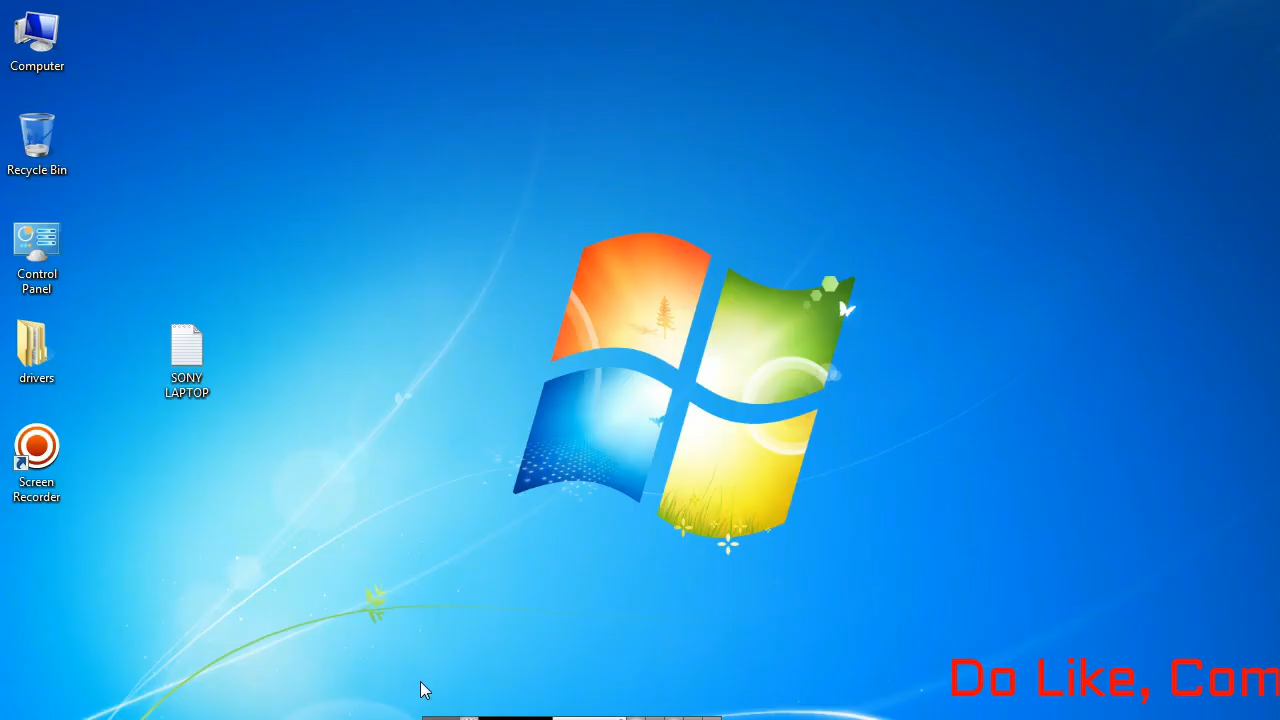 Computer
Recycle Bin
Control
Panel
drivers
SONY
LAPTOP
Screen
Recorder
Do Like, Com